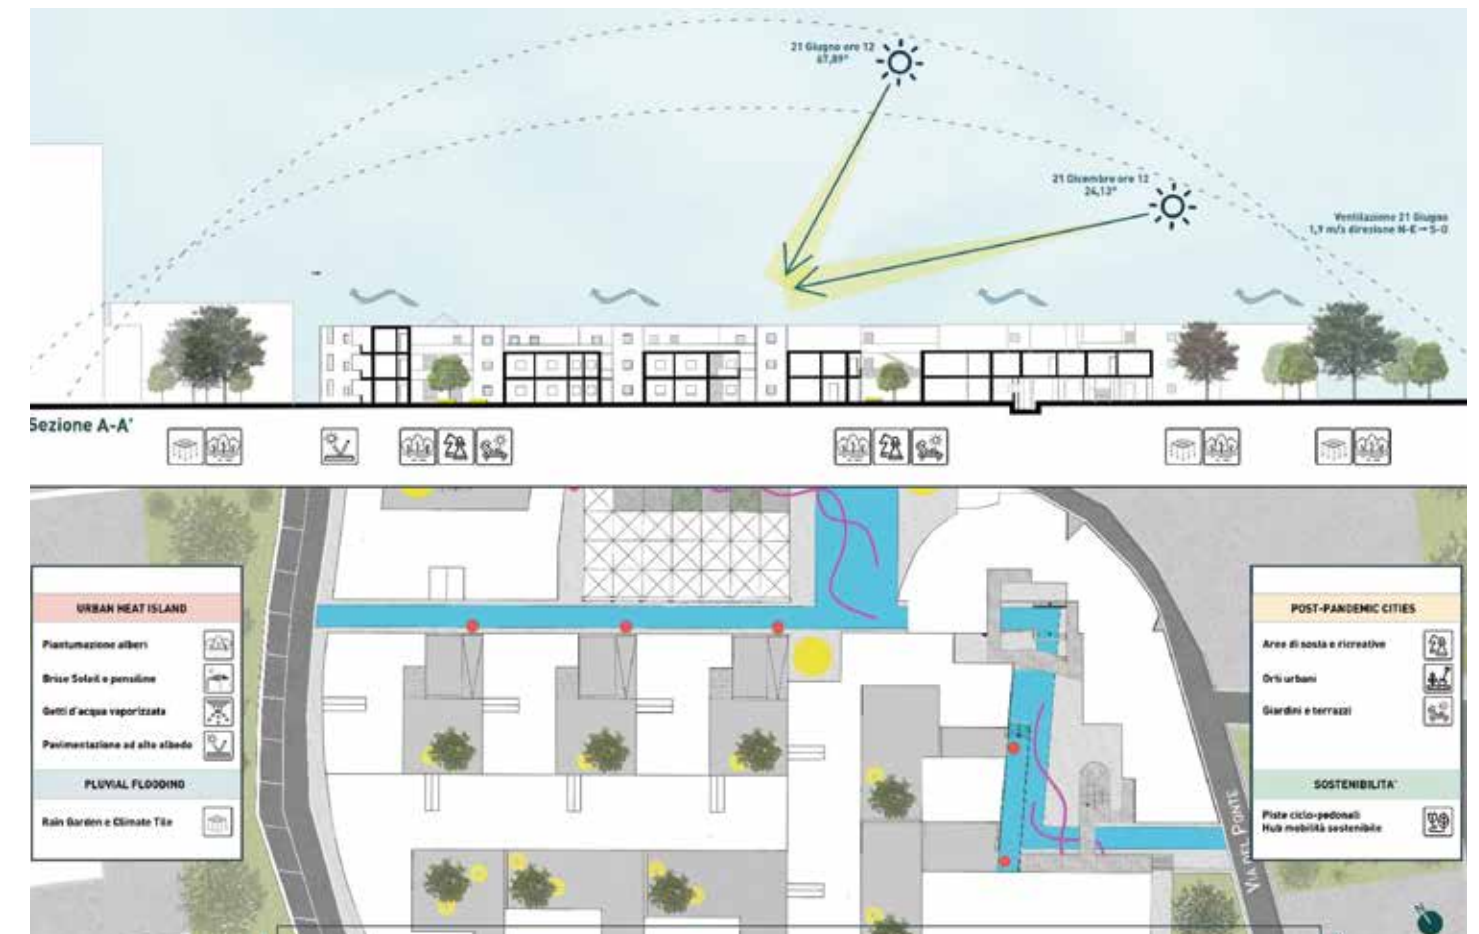 21 Giugno ore 12
67,89°
21 Dicembre ore 12
24,13°
Ventilazione 21 Giugno
1,9 m/s direzione N-E → S-O
Sezione A-A'
URBAN HEAT ISLAND
Piantumazione alberi
Brise Soleil e pensiline
Getti d'acqua vaporizzata
Pavimentazione ad alto albedo
PLUVIAL FLOODING
Rain Garden e Climate Tile
POST-PANDEMIC CITIES
Aree di sosta e ricreative
Orti urbani
Giardini e terrazzi
SOSTENIBILITA'
Piste ciclo-pedonali
Hub mobilità sostenibile
VIA DEL PONTE
N